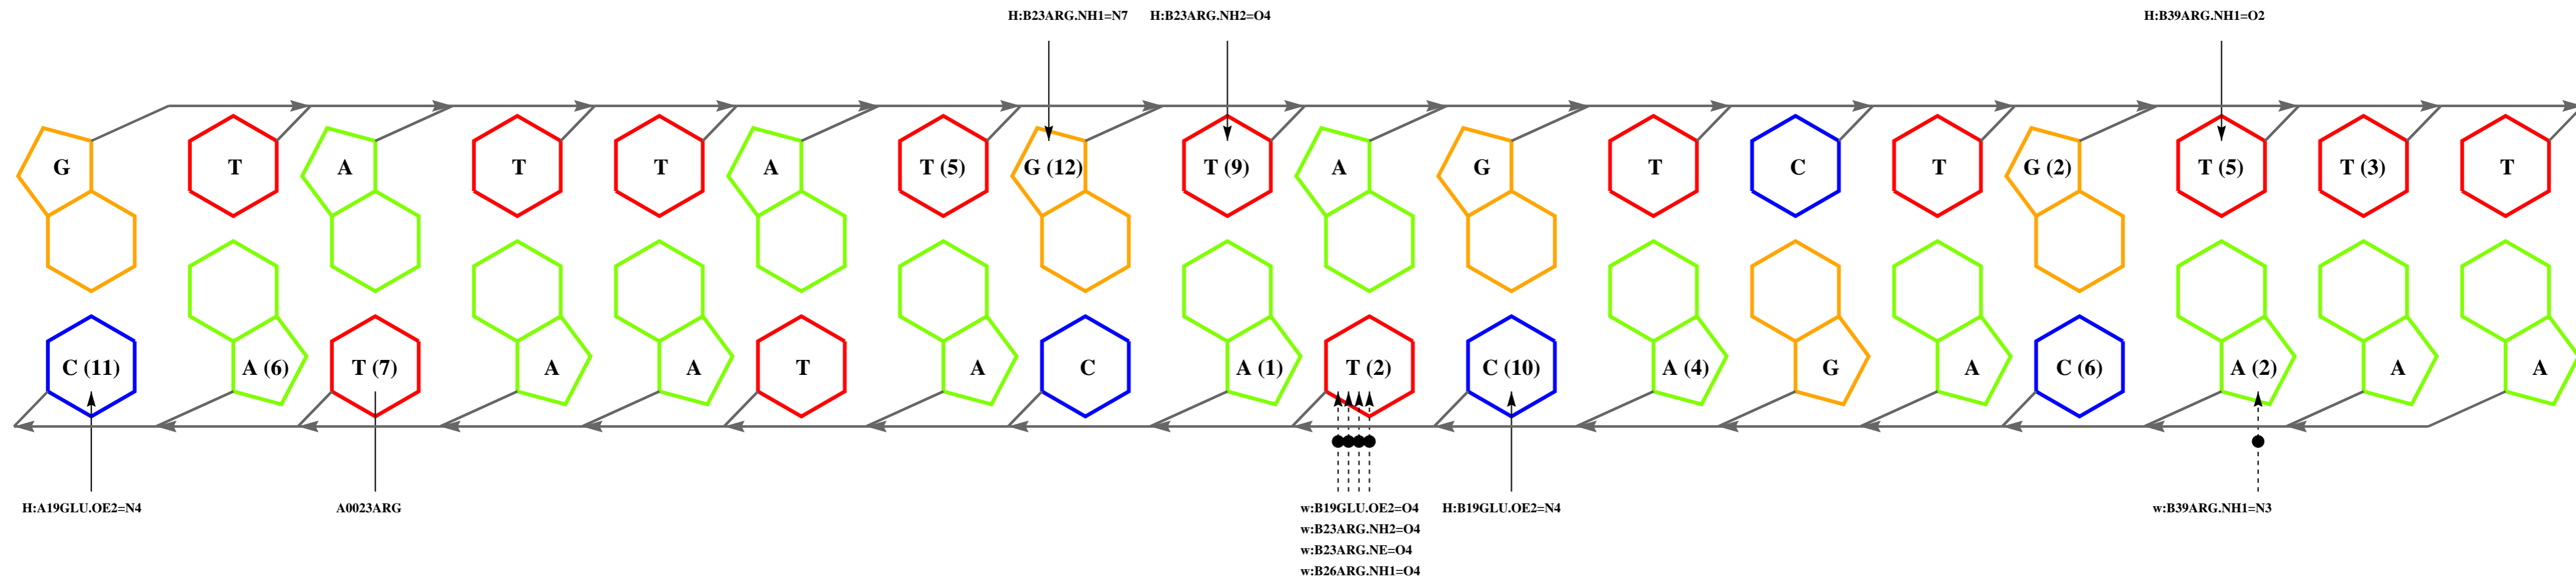 H:B23ARG.NH1=N7 H:B23ARG.NH2=O4 H:B39ARG.NH1=O2
G T A T T A T (5) G (12) T (9) A G T C T G (2) T (5) T (3) T
C (11) A (6) T (7) A A T A C A (1) T (2) C (10) A (4) G A C (6) A (2) A A
H:A19GLU.OE2=N4 A0023ARG w:B19GLU.OE2=O4 H:B19GLU.OE2=N4 w:B39ARG.NH1=N3
w:B23ARG.NH2=O4
w:B23ARG.NE=O4
w:B26ARG.NH1=O4